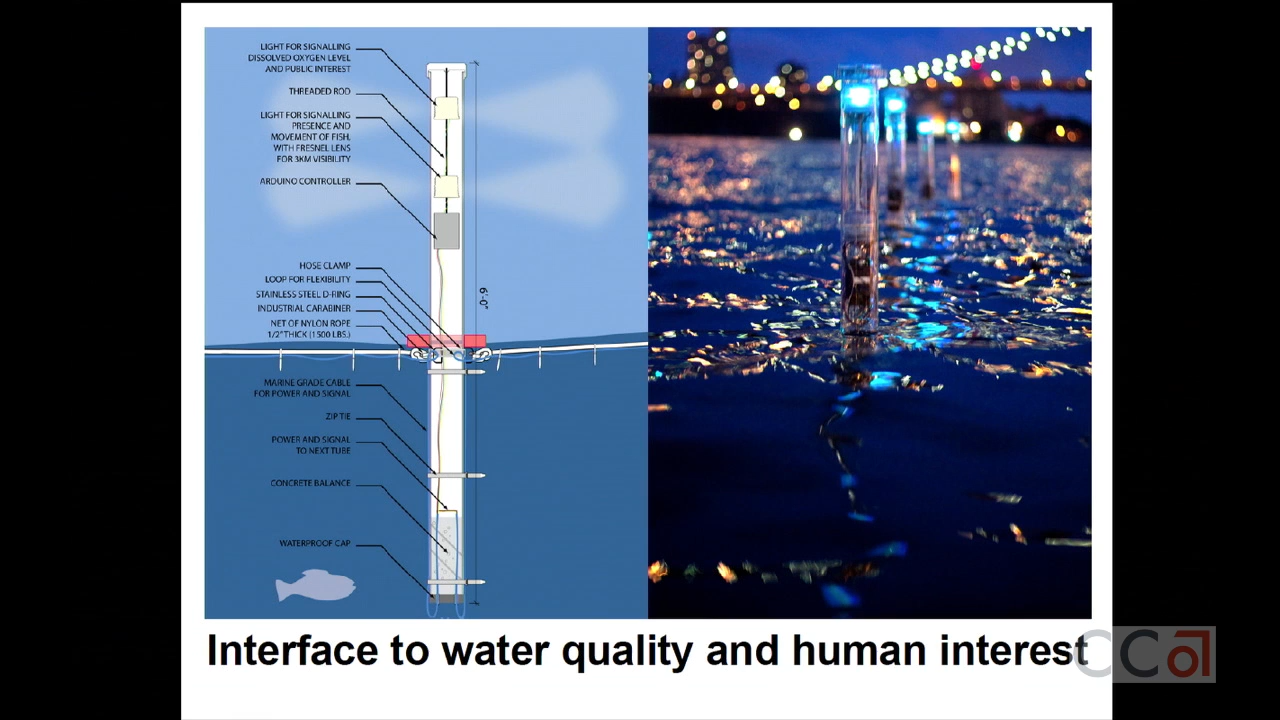 LIGHT FOR SIGNALLING
DISSOLVED OXYGEN LEVEL
AND PUBLIC INTEREST
THREADED ROD
LIGHT FOR SIGNALLING
PRESENCE AND
MOVEMENT OF FISH,
WITH FRESNEL LENS
FOR 3KM VISIBILITY
ARDUINO CONTROLLER
HOSE CLAMP
LOOP FOR FLEXIBILITY
STAINLESS STEEL D-RING
INDUSTRIAL CARABINER
NET OF NYLON ROPE
1/2" THICK (1500 LBS.)
6'-0"
MARINE GRADE CABLE
FOR POWER AND SIGNAL
ZIP TIE
POWER AND SIGNAL
TO NEXT TUBE
CONCRETE BALANCE
WATERPROOF CAP
Interface to water quality and human interest
CCa